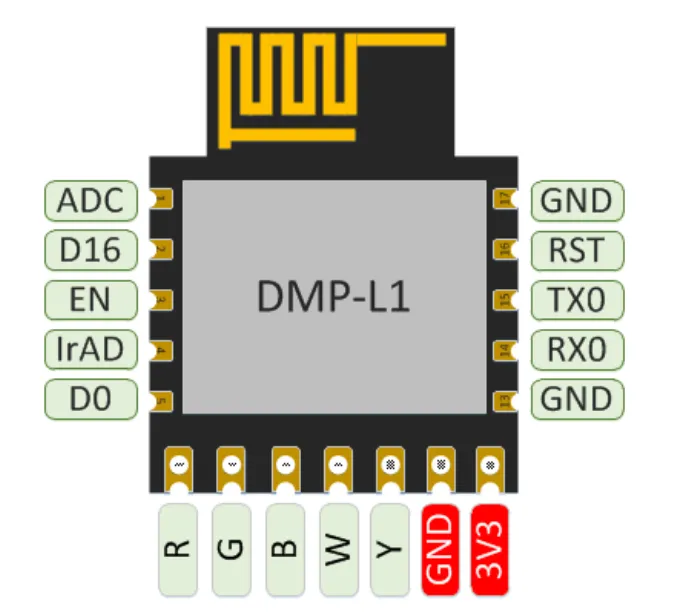 ADC 1 17 GND
D16 2 16 RST
EN 3 DMP-L1 15 TX0
IrAD 4 14 RX0
D0 5 13 GND
R G B W Y GND 3V3